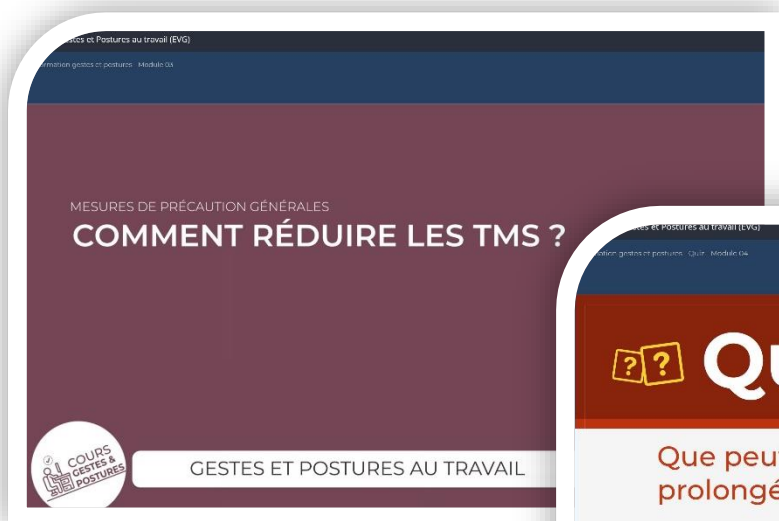 stes et Postures au travail (EVG)
rmation gestes et postures Module 03
MESURES DE PRÉCAUTION GÉNÉRALES
COMMENT RÉDUIRE LES TMS ?
COURS
GESTES &
POSTURES
GESTES ET POSTURES AU TRAVAIL
stes et Postures au travail (EVG)
mation gestes et postures Quiz Module 04
?? Qu
Que peu
prolongé